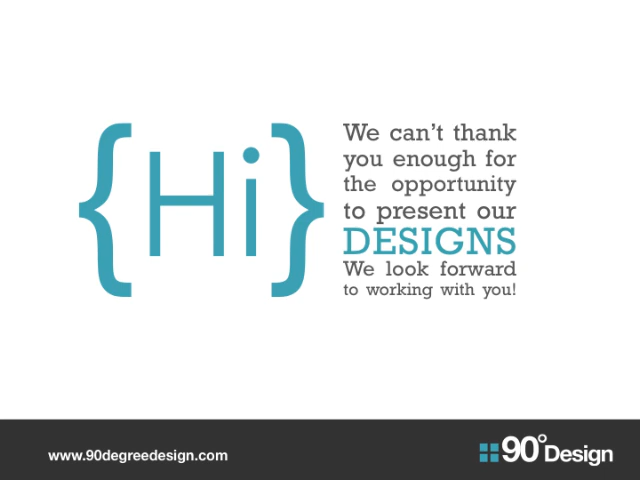 {Hi}
We can't thank
you enough for
the opportunity
to present our
DESIGNS
We look forward
to working with you!
www.90degreedesign.com
90° Design